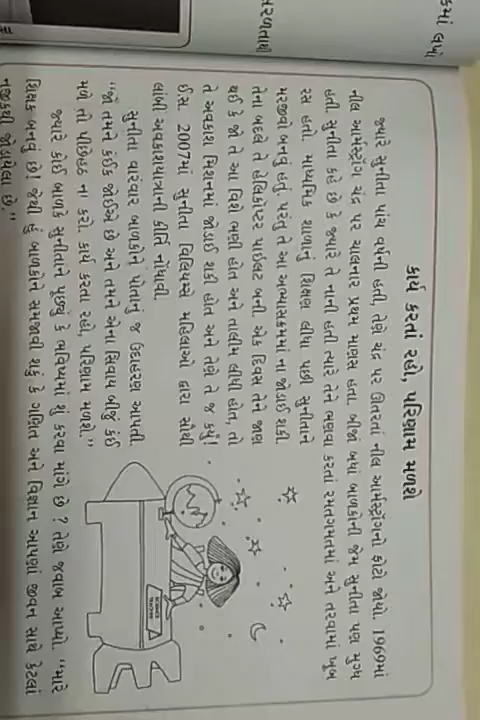 કાર્ય કરતાં રહો, પરિણામ મળશે
જ્યારે સુનીતા પાંચ વર્ષની હતી, તેણે ચંદ્ર પર ઉતરતાં નીલ આર્મસ્ટ્રોંગનો ફોટો જોયો. 1969માં
નીલ આર્મસ્ટ્રોંગ ચંદ્ર પર ચાલનાર પ્રથમ માણસ હતા. બીજાં બધાં બાળકોની જેમ સુનીતા પણ મુગ્ધ
હતી. સુનીતા કહે છે કે જ્યારે તે નાની હતી ત્યારે તેને ભણવા કરતાં રમતગમતમાં અને તરવામાં ખૂબ
રસ હતો. માધ્યમિક શાળાનું શિક્ષણ લીધા પછી સુનીતાને
મરજીવા બનવું હતું પરંતુ તે આ અભ્યાસક્રમમાં ન જોડાઈ શકી.
તેના બદલે તે હેલિકોપ્ટર પાઇલટ બની. એક દિવસ તેને જાણ
થઈ કે જો તે આ વિશે ભણી હોત અને તાલીમ લીધી હોત, તો
તે અવકાશ મિશનમાં જોડાઈ શકી હોત અને તેણે તે જ કર્યું!
ઈસ. 2007માં સુનીતા વિલિયમ્સે મહિલાઓ દ્વારા સૌથી
લાંબી અવકાશયાત્રાની કીર્તિ નોંધાવી.
સુનીતા વારંવાર બાળકોને પોતાનું જ ઉદાહરણ આપતી.
"જો તમને કંઈક જોઈએ છે અને તમને એના સિવાય બીજું કંઈ
મળે તો પીછેહઠ ન કરો. કાર્ય કરતા રહો, પરિણામ મળશે."
જ્યારે કોઈ બાળકે સુનીતાને પૂછ્યું કે ભવિષ્યમાં શું કરવા માંગે છે ? તેણે જવાબ આપ્યો. "મારે
શિક્ષક બનવું છે! જેથી હું બાળકોને સમજાવી શકું કે ગણિત અને વિજ્ઞાન આપણાં જીવન સાથે કેટલાં
નજીકથી જોડાયેલા છે."
SCIENCE